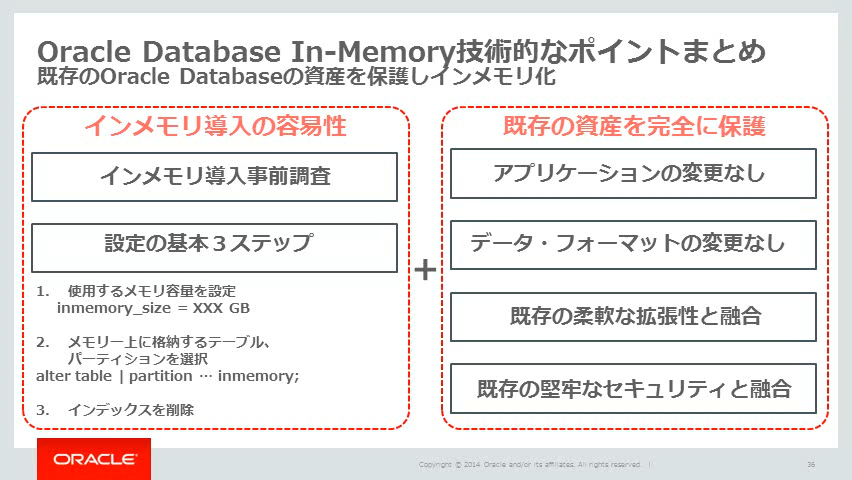 Oracle Database In-Memory技術的なポイントまとめ
既存のOracle Databaseの資産を保護しインメモリ化
インメモリ導入の容易性
インメモリ導入事前調査
設定の基本３ステップ
1. 使用するメモリ容量を設定
inmemory_size = XXX GB
2. メモリー上に格納するテーブル、
パーティションを選択
alter table | partition … inmemory;
3. インデックスを削除
+
既存の資産を完全に保護
アプリケーションの変更なし
データ・フォーマットの変更なし
既存の柔軟な拡張性と融合
既存の堅牢なセキュリティと融合
ORACLE
Copyright © 2014 Oracle and/or its affiliates. All rights reserved. |
36